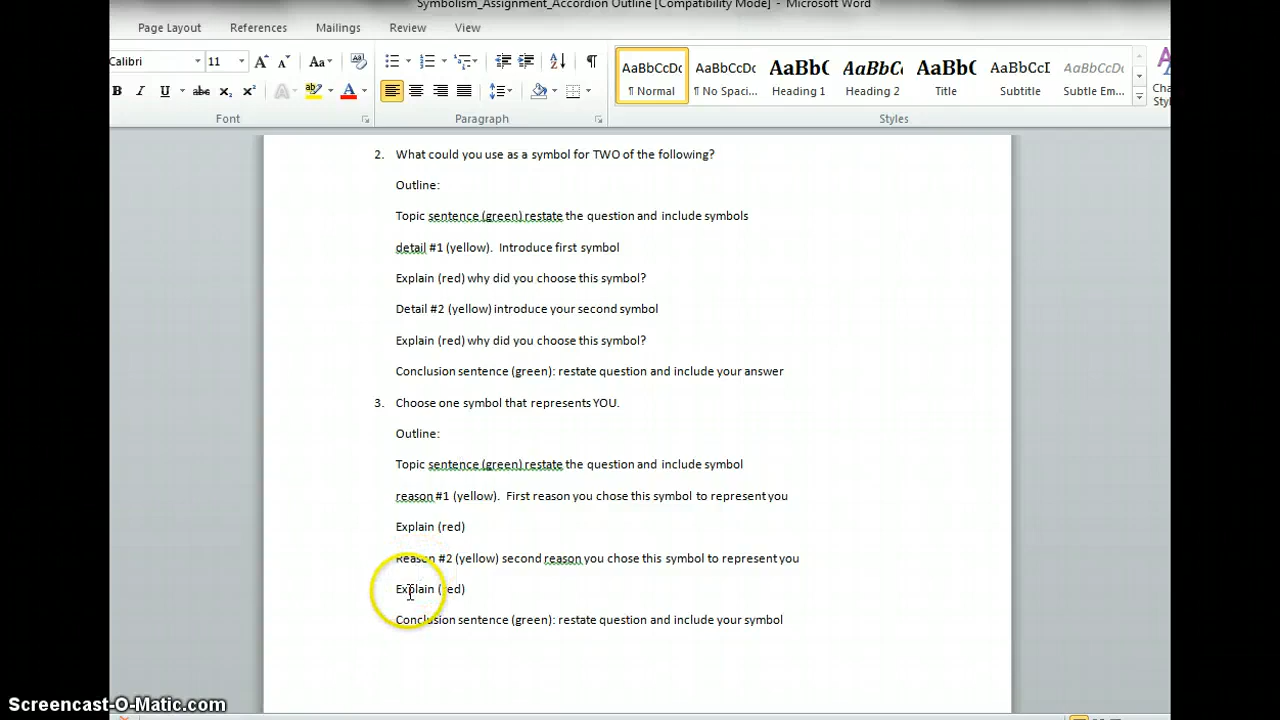 Symbolism_Assignment_Accordion Outline [Compatibility Mode] - Microsoft Word
Page Layout References Mailings Review View
Calibri 11
AaBbCcDc AaBbCcDc AaBbC AaBbC AaBbC AaBbCcI AaBbCcDc
¶ Normal ¶ No Spaci... Heading 1 Heading 2 Title Subtitle Subtle Em...
Font Paragraph Styles
2. What could you use as a symbol for TWO of the following?
Outline:
Topic sentence (green) restate the question and include symbols
detail #1 (yellow). Introduce first symbol
Explain (red) why did you choose this symbol?
Detail #2 (yellow) introduce your second symbol
Explain (red) why did you choose this symbol?
Conclusion sentence (green): restate question and include your answer
3. Choose one symbol that represents YOU.
Outline:
Topic sentence (green) restate the question and include symbol
reason #1 (yellow). First reason you chose this symbol to represent you
Explain (red)
Reason #2 (yellow) second reason you chose this symbol to represent you
Explain (red)
Conclusion sentence (green): restate question and include your symbol
Screencast-O-Matic.com